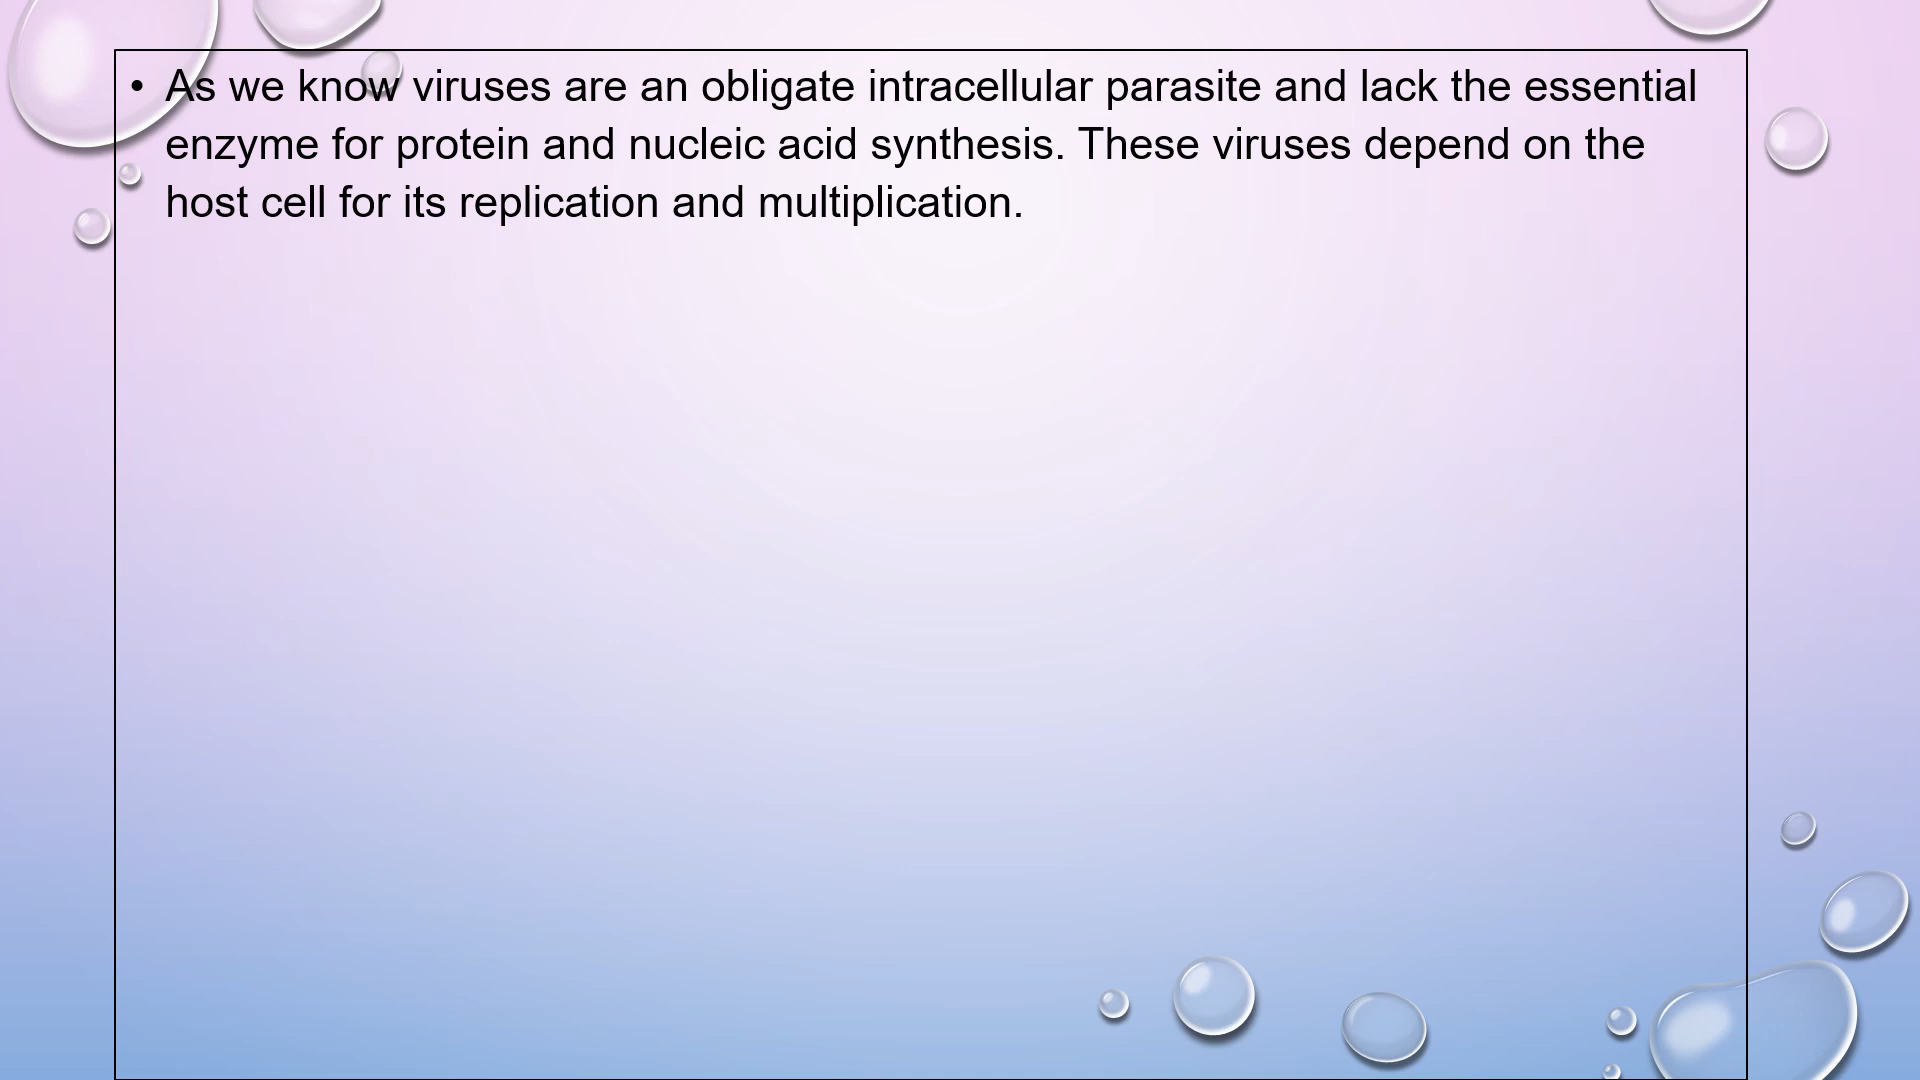 • As we know viruses are an obligate intracellular parasite and lack the essential
enzyme for protein and nucleic acid synthesis. These viruses depend on the
host cell for its replication and multiplication.